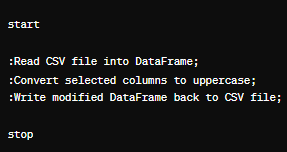 start
:Read CSV file into DataFrame;
:Convert selected columns to uppercase;
:Write modified DataFrame back to CSV file;
stop